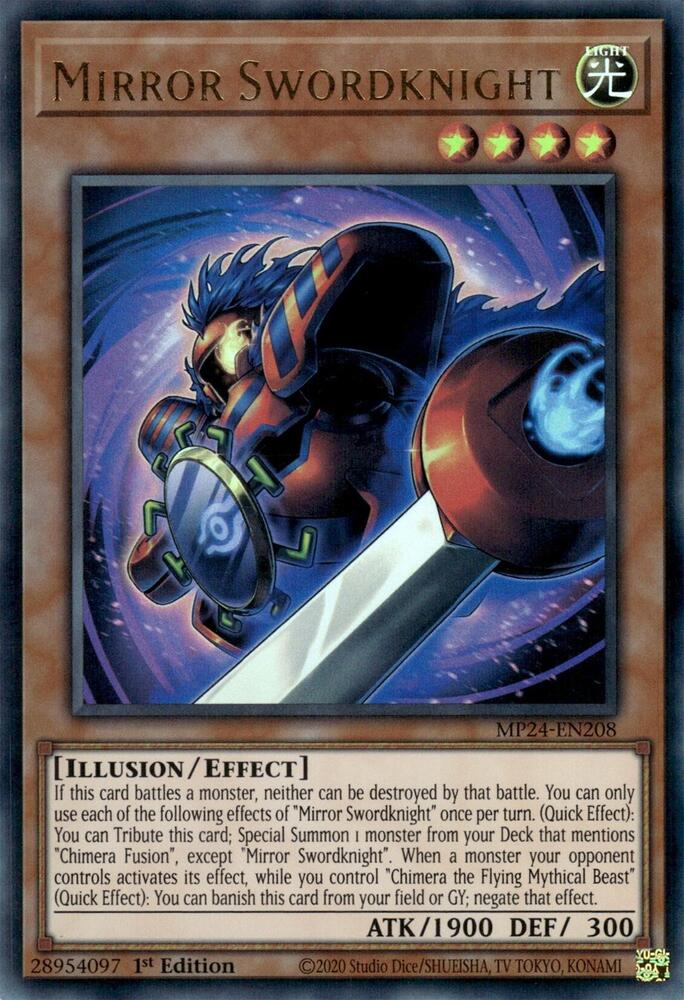 MIRROR SWORDKNIGHT
LIGHT
光
MP24-EN208
[ILLUSION/EFFECT]
If this card battles a monster, neither can be destroyed by that battle. You can only
use each of the following effects of "Mirror Swordknight" once per turn. (Quick Effect):
You can Tribute this card; Special Summon 1 monster from your Deck that mentions
"Chimera Fusion", except "Mirror Swordknight". When a monster your opponent
controls activates its effect, while you control "Chimera the Flying Mythical Beast"
(Quick Effect): You can banish this card from your field or GY; negate that effect.
ATK/1900 DEF/ 300
28954097 1st Edition
©2020 Studio Dice/SHUEISHA, TV TOKYO, KONAMI